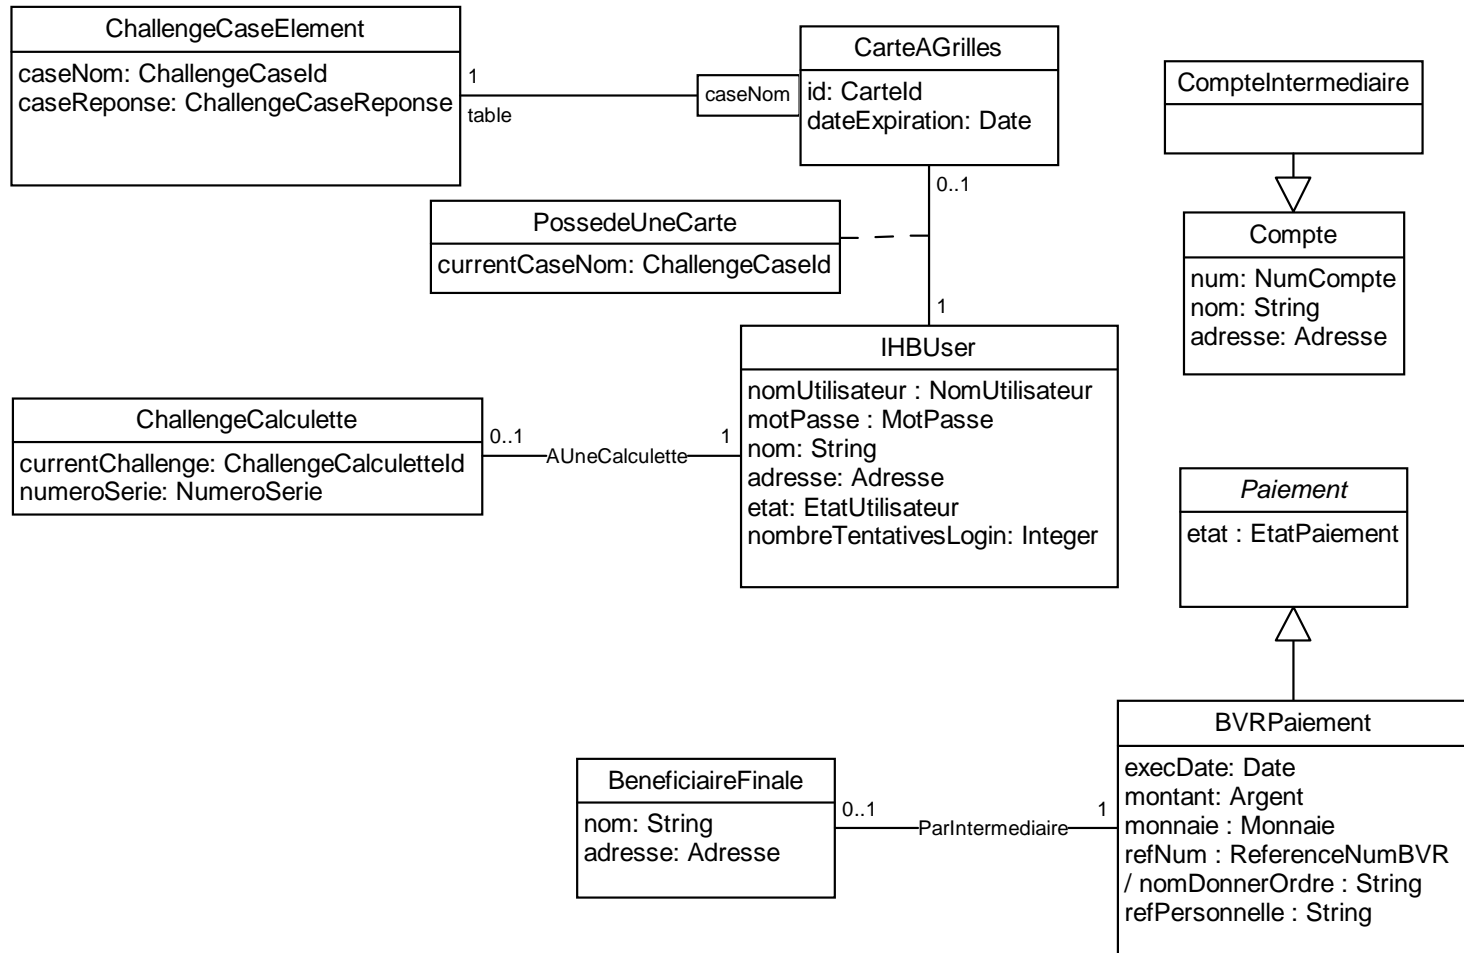 ChallengeCaseElement
caseNom: ChallengeCaseId
caseReponse: ChallengeCaseReponse
1
table
caseNom
CarteAGrilles
id: CarteId
dateExpiration: Date
0..1
CompteIntermediaire
PossedeUneCarte
currentCaseNom: ChallengeCaseId
1
Compte
num: NumCompte
nom: String
adresse: Adresse
IHBUser
nomUtilisateur : NomUtilisateur
motPasse : MotPasse
nom: String
adresse: Adresse
etat: EtatUtilisateur
nombreTentativesLogin: Integer
ChallengeCalculette
currentChallenge: ChallengeCalculetteId
numeroSerie: NumeroSerie
0..1
AUneCalculette
1
Paiement
etat : EtatPaiement
BVRPaiement
execDate: Date
montant: Argent
monnaie : Monnaie
refNum : ReferenceNumBVR
/ nomDonnerOrdre : String
refPersonnelle : String
BeneficiaireFinale
nom: String
adresse: Adresse
0..1
ParIntermediaire
1